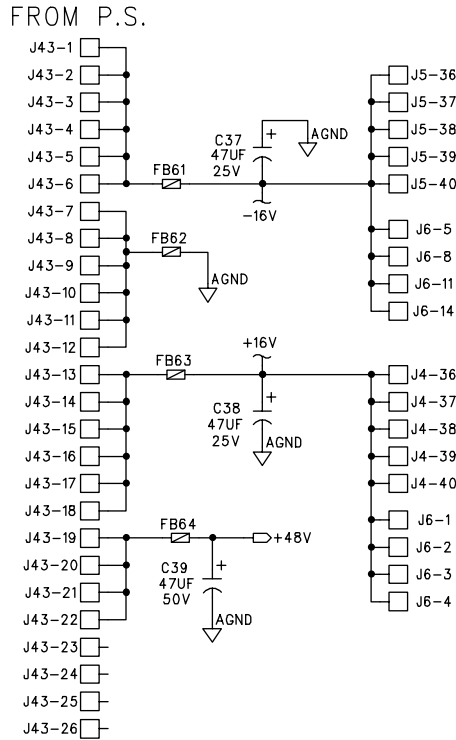 FROM P.S.
J43-1
J43-2
J43-3
J43-4
J43-5
J43-6
J43-7
J43-8
J43-9
J43-10
J43-11
J43-12
J43-13
J43-14
J43-15
J43-16
J43-17
J43-18
J43-19
J43-20
J43-21
J43-22
J43-23
J43-24
J43-25
J43-26
FB61
C37
47UF
25V
+
AGND
-16V
FB62
AGND
FB63
+16V
C38
47UF
25V
+
AGND
FB64
+48V
C39
47UF
50V
+
AGND
J5-36
J5-37
J5-38
J5-39
J5-40
J6-5
J6-8
J6-11
J6-14
J4-36
J4-37
J4-38
J4-39
J4-40
J6-1
J6-2
J6-3
J6-4